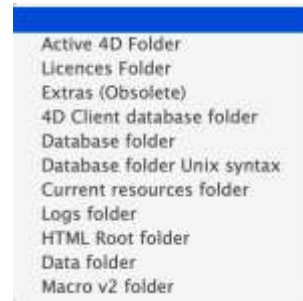 Active 4D Folder
Licences Folder
Extras (Obsolete)
4D Client database folder
Database folder
Database folder Unix syntax
Current resources folder
Logs folder
HTML Root folder
Data folder
Macro v2 folder